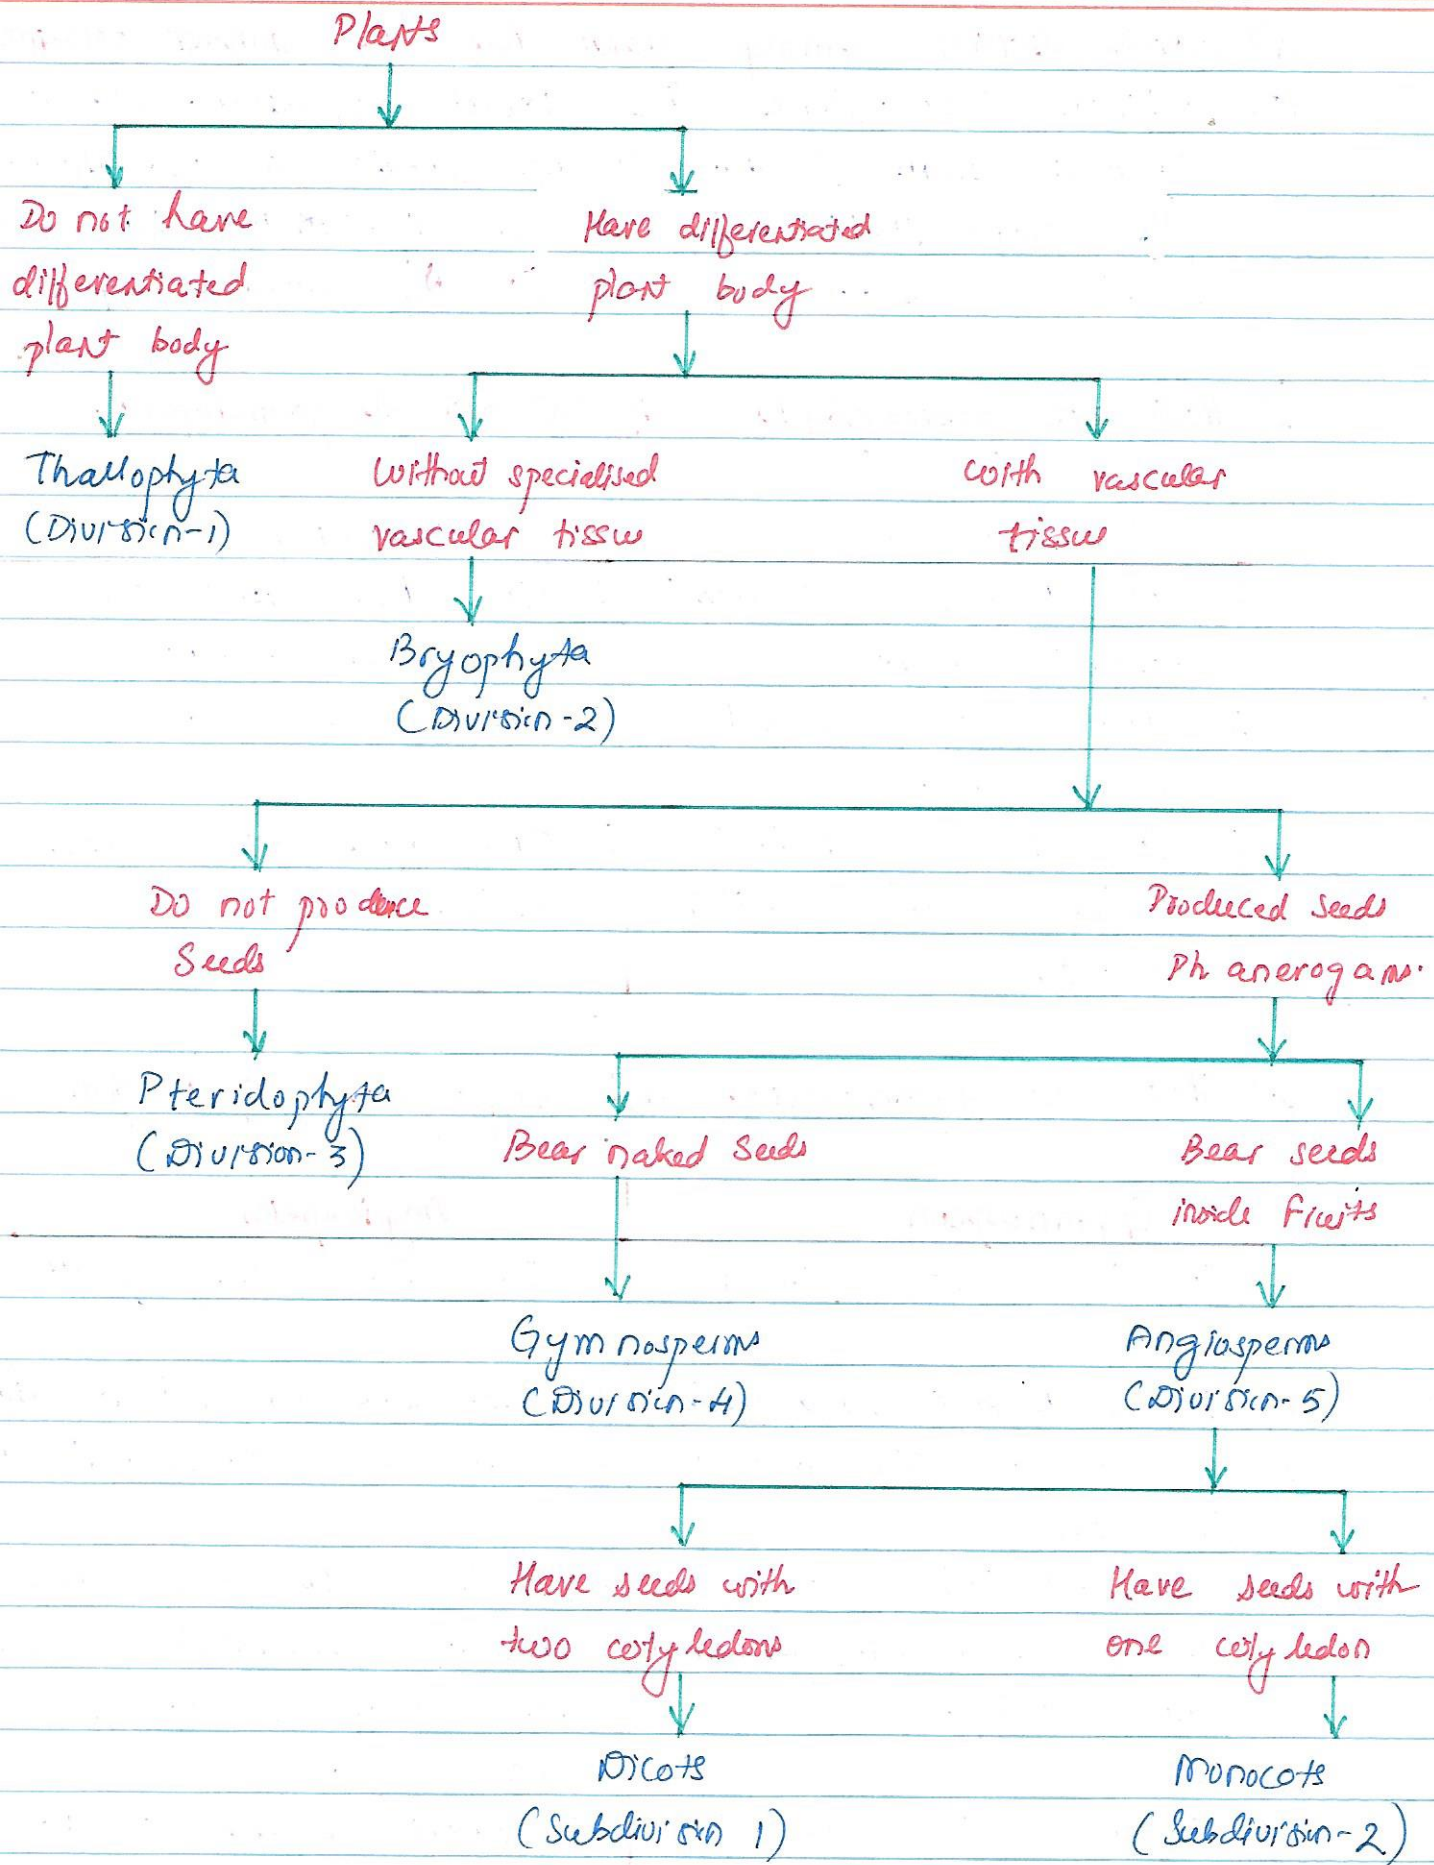 Plants
Do not have
differentiated
plant body
Have differentiated
plant body
Thallophyta
(Division-1)
Without specialised
vascular tissue
with vascular
tissue
Bryophyta
(Division-2)
Do not produce
Seeds
Produced seeds
Phanerogams.
Pteridophyta
(Division-3)
Bear naked seeds
Bear seeds
inside fruits
Gymnosperms
(Division-4)
Angiosperms
(Division-5)
Have seeds with
two cotyledons
Have seeds with
one cotyledon
Dicots
(Subdivision 1)
Monocots
(Subdivision-2)